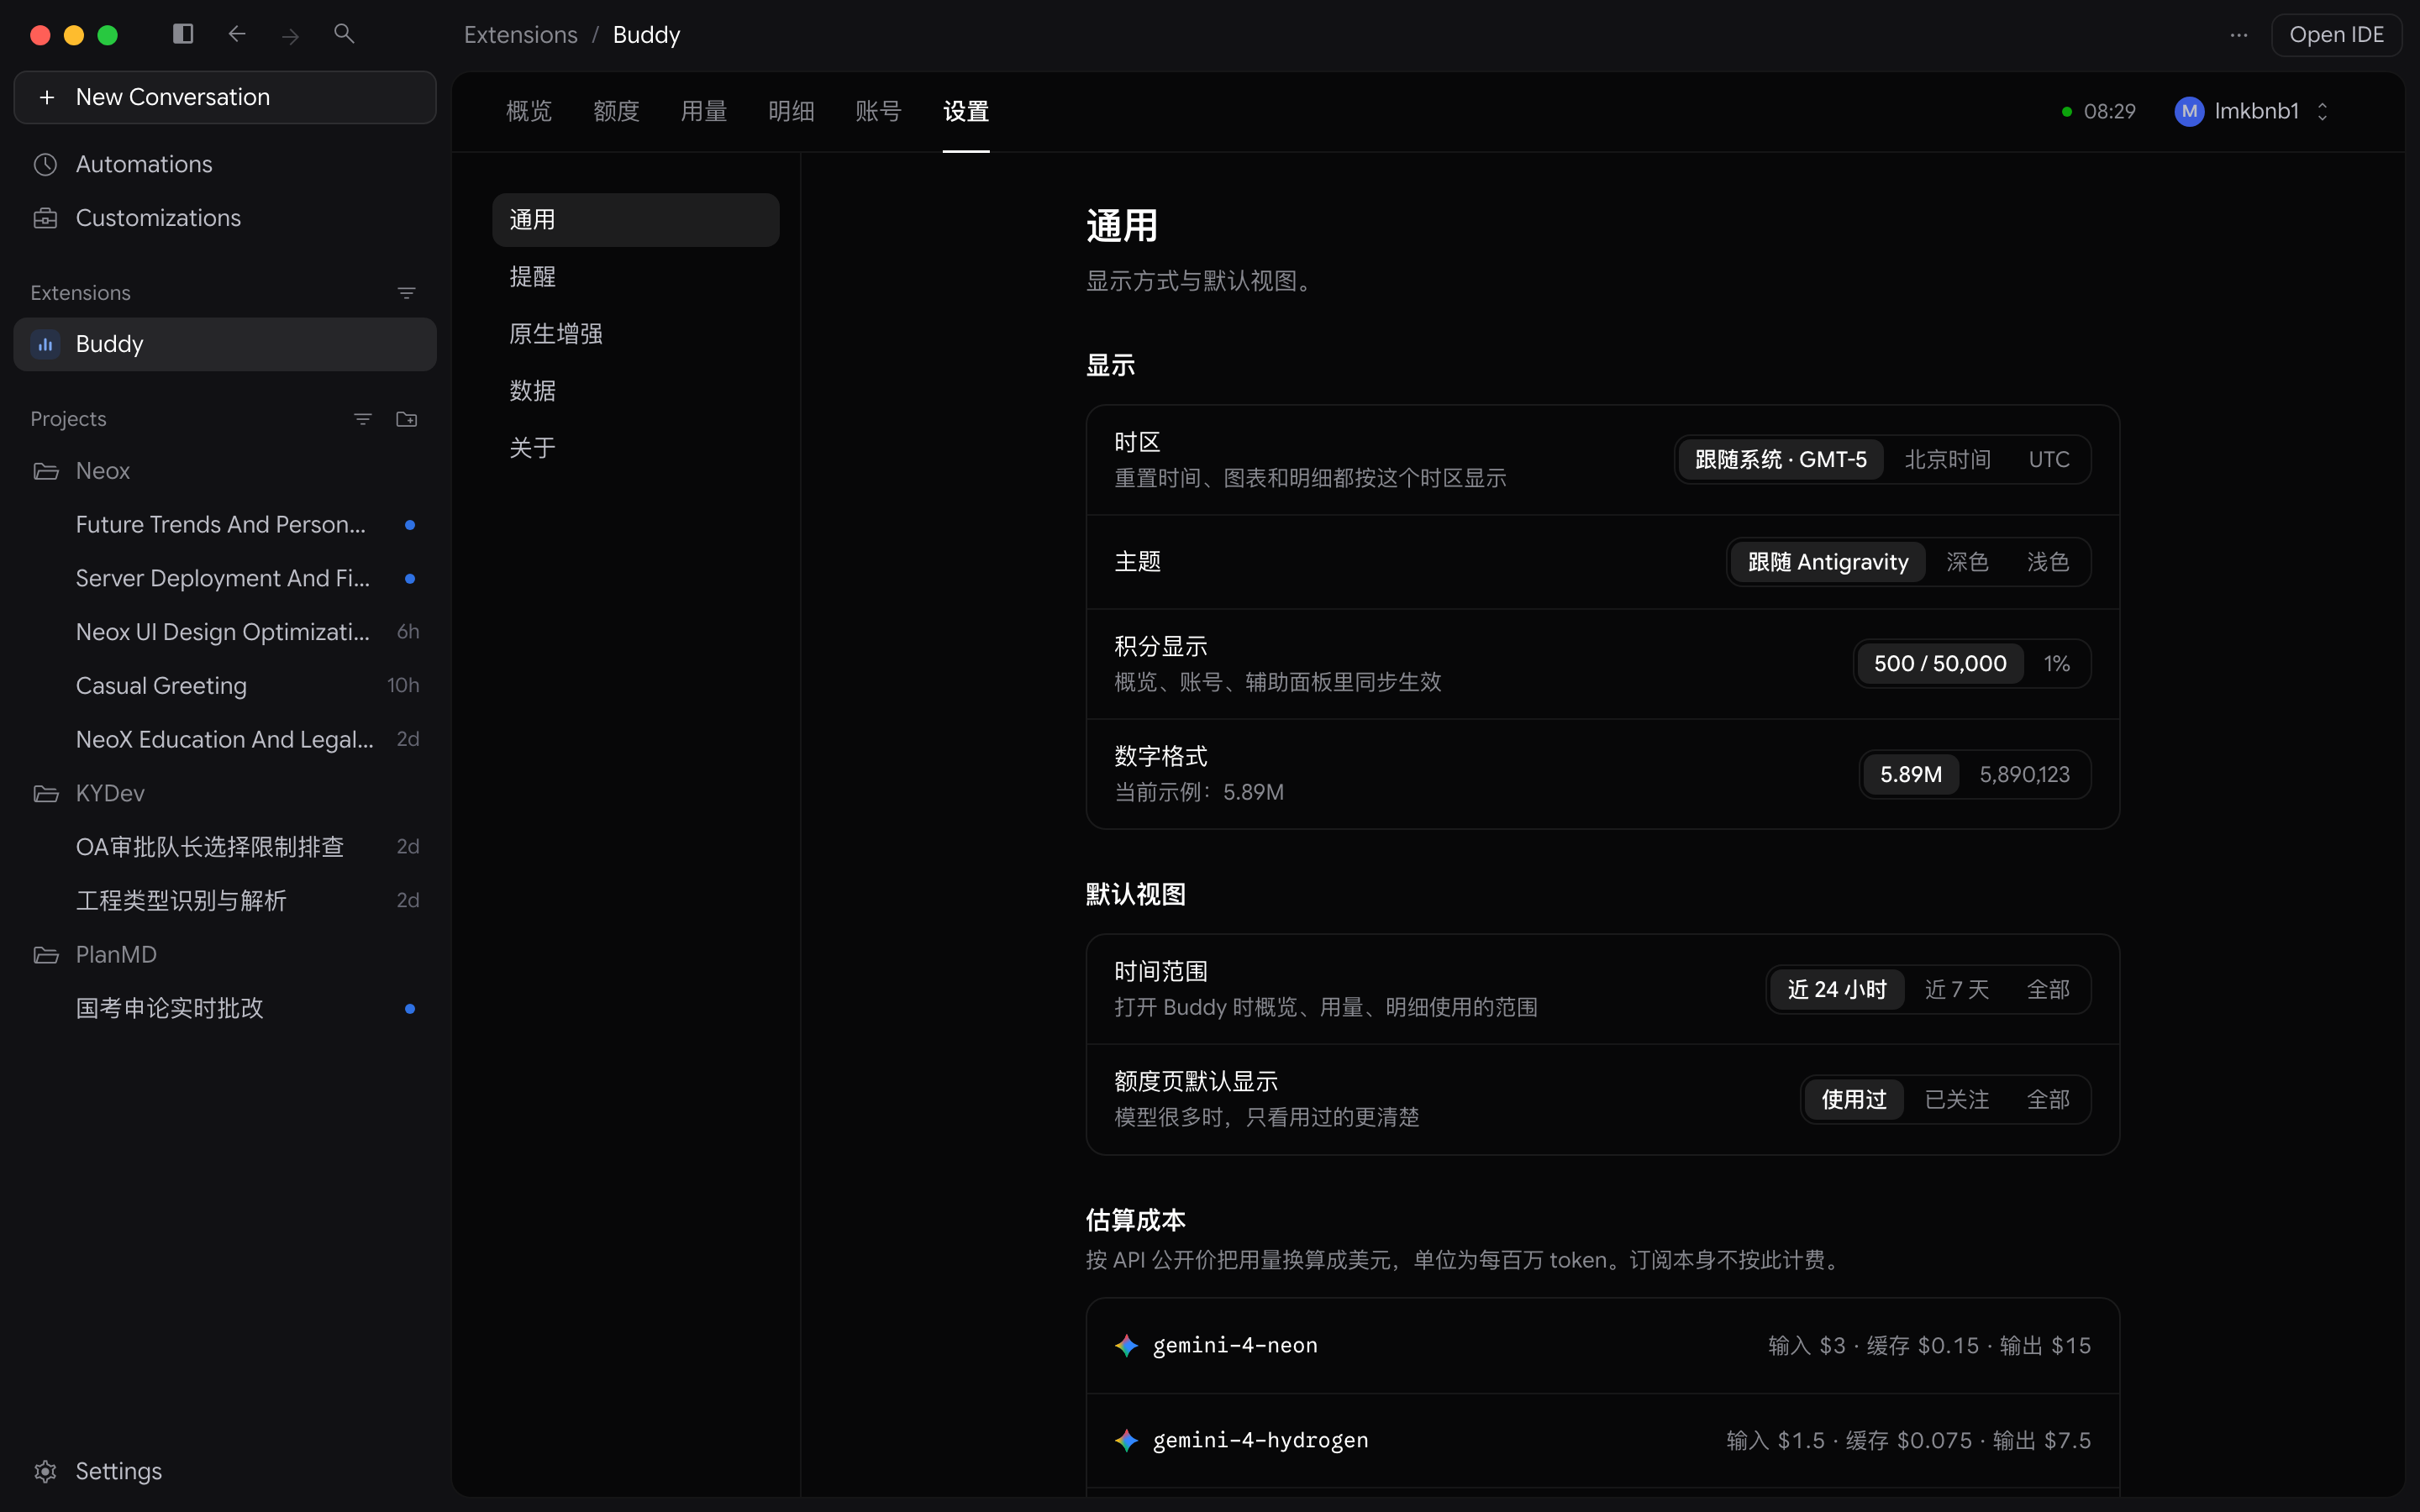 Extensions / Buddy
Open IDE
New Conversation
Automations
Customizations
Extensions
Buddy
Projects
Neox
Future Trends And Person...
Server Deployment And Fi...
Neox UI Design Optimizati... 6h
Casual Greeting 10h
NeoX Education And Legal... 2d
KYDev
OA审批队长选择限制排查 2d
工程类型识别与解析 2d
PlanMD
国考申论实时批改
Settings
概览 额度 用量 明细 账号 设置
08:29 M lmkbnb1
通用
提醒
原生增强
数据
关于
通用
显示方式与默认视图。
显示
时区
重置时间、图表和明细都按这个时区显示
跟随系统 · GMT-5 北京时间 UTC
主题
跟随 Antigravity 深色 浅色
积分显示
概览、账号、辅助面板里同步生效
500 / 50,000 1%
数字格式
当前示例：5.89M
5.89M 5,890,123
默认视图
时间范围
打开 Buddy 时概览、用量、明细使用的范围
近 24 小时 近 7 天 全部
额度页默认显示
模型很多时，只看用过的更清楚
使用过 已关注 全部
估算成本
按 API 公开价把用量换算成美元，单位为每百万 token。订阅本身不按此计费。
gemini-4-neon 输入 $3 · 缓存 $0.15 · 输出 $15
gemini-4-hydrogen 输入 $1.5 · 缓存 $0.075 · 输出 $7.5